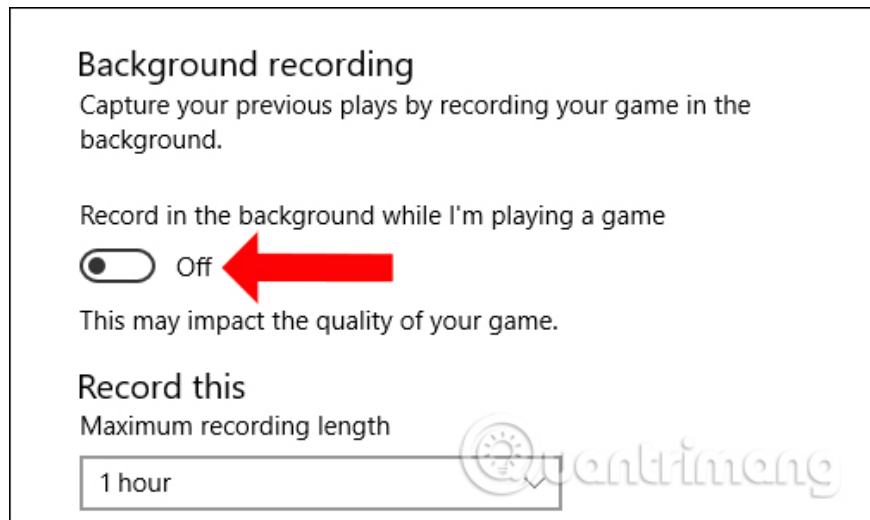 Background recording
Capture your previous plays by recording your game in the
background.
Record in the background while I'm playing a game
Off
This may impact the quality of your game.
Record this
Maximum recording length
1 hour
Quantrimang